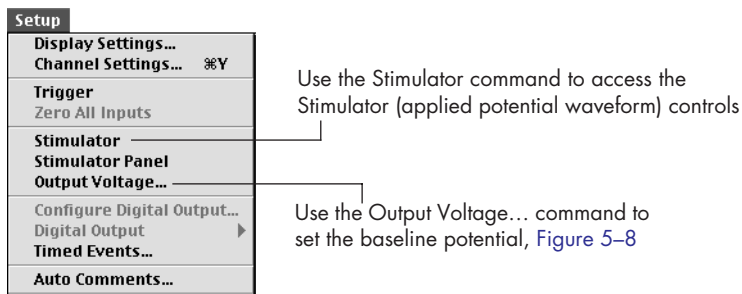 Setup
Display Settings...
Channel Settings... ⌘Y
Trigger
Zero All Inputs
Stimulator
Stimulator Panel
Output Voltage...
Configure Digital Output...
Digital Output
Timed Events...
Auto Comments...
Use the Stimulator command to access the
Stimulator (applied potential waveform) controls
Use the Output Voltage… command to
set the baseline potential, Figure 5–8